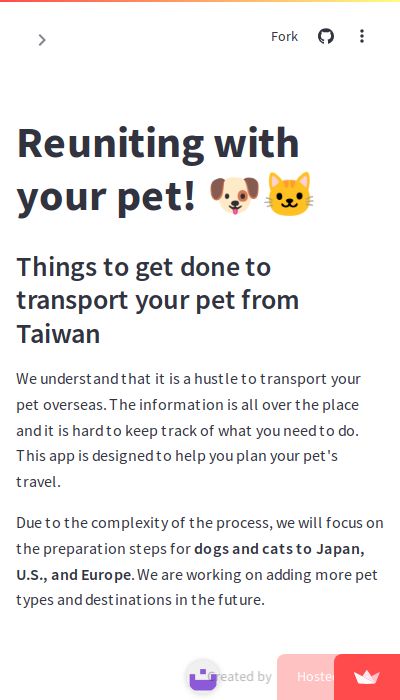 Fork
Reuniting with
your pet! 🐶🐱
Things to get done to
transport your pet from
Taiwan
We understand that it is a hustle to transport your
pet overseas. The information is all over the place
and it is hard to keep track of what you need to do.
This app is designed to help you plan your pet's
travel.
Due to the complexity of the process, we will focus on
the preparation steps for dogs and cats to Japan,
U.S., and Europe. We are working on adding more pet
types and destinations in the future.
Created by